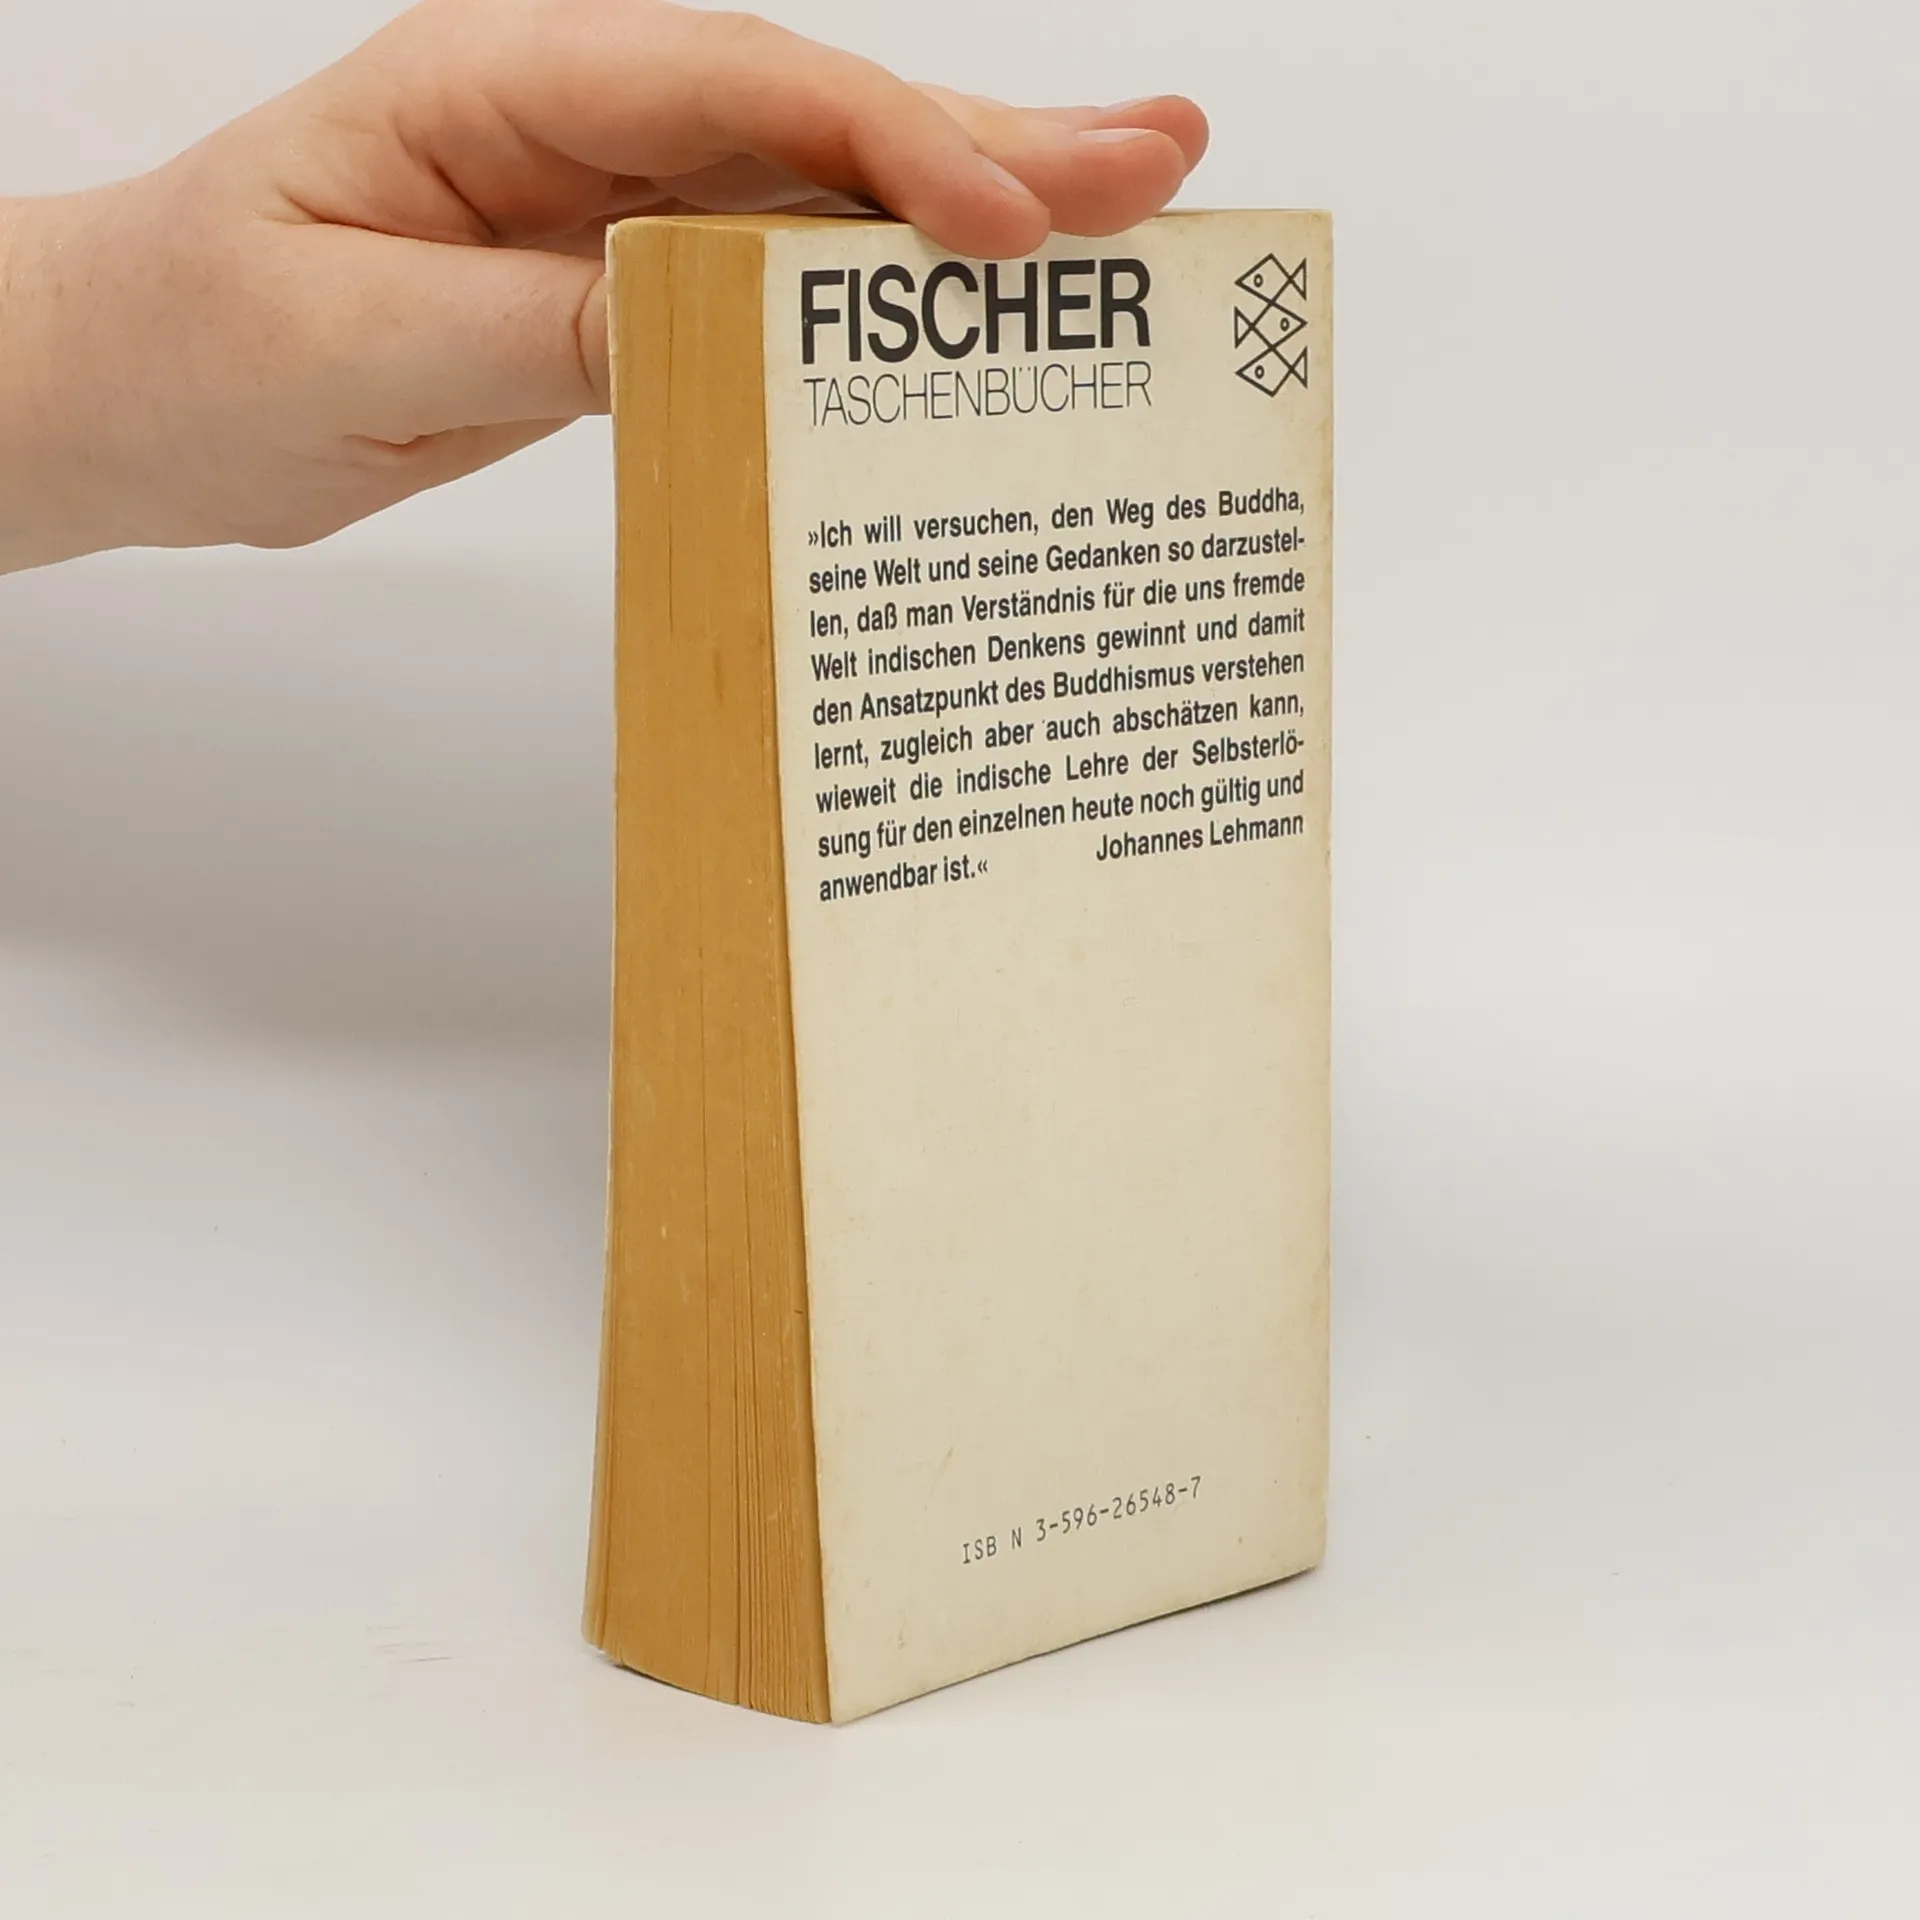 FISCHER
TASCHENBÜCHER
»Ich will versuchen, den Weg des Buddha,
seine Welt und seine Gedanken so darzustel-
len, daß man Verständnis für die uns fremde
Welt indischen Denkens gewinnt und damit
den Ansatzpunkt des Buddhismus verstehen
lernt, zugleich aber auch abschätzen kann,
wieweit die indische Lehre der Selbsterlö-
sung für den einzelnen heute noch gültig und
anwendbar ist.« Johannes Lehmann
ISB N 3-596-26548-7